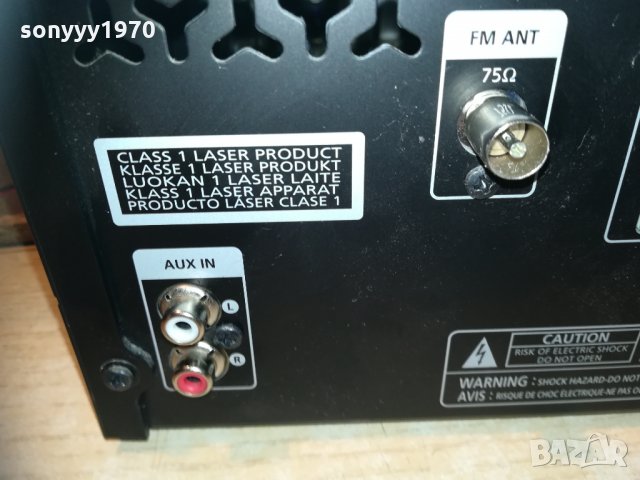 sonyyy1970
FM ANT
75Ω
CLASS 1 LASER PRODUCT
KLASSE 1 LASER PRODUKT
LUOKAN 1 LASER LAITE
KLASS 1 LASER APPARAT
PRODUCTO LÁSER CLASE 1
AUX IN
L
R
CAUTION
RISK OF ELECTRIC SHOCK
DO NOT OPEN
WARNING : SHOCK HAZARD-DO NOT
AVIS : RISQUE DE CHOC ÉLECTRIQUE-NE PAS
BAZAR